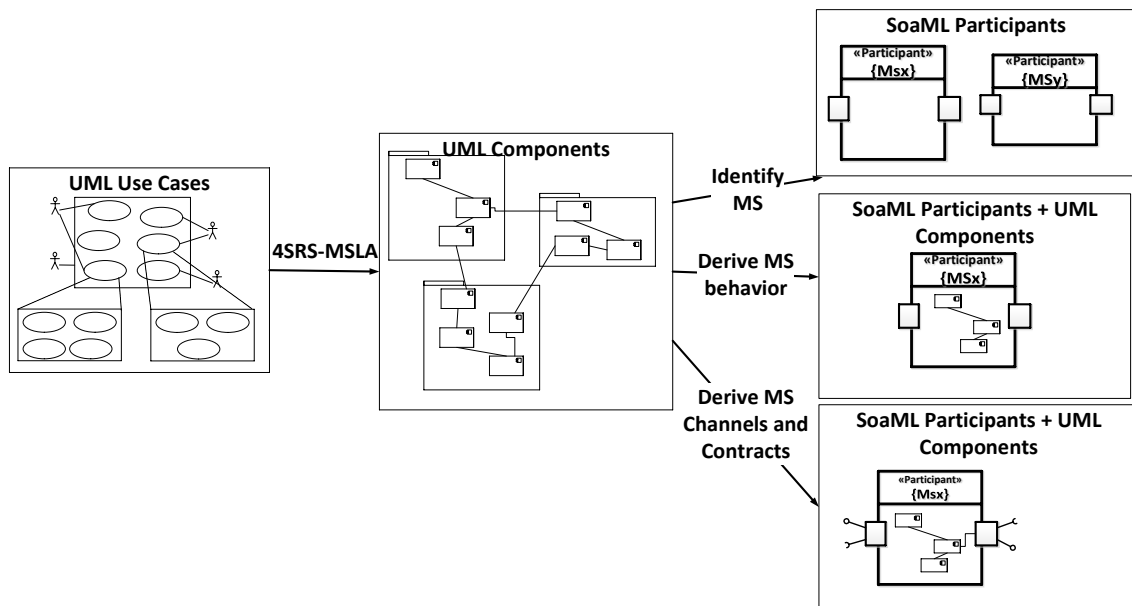 UML Use Cases
4SRS-MSLA
UML Components
Identify
MS
Derive MS
behavior
Derive MS
Channels and
Contracts
SoaML Participants
«Participant»
{Msx}
«Participant»
{MSy}
SoaML Participants + UML
Components
«Participant»
{MSx}
SoaML Participants + UML
Components
«Participant»
{Msx}